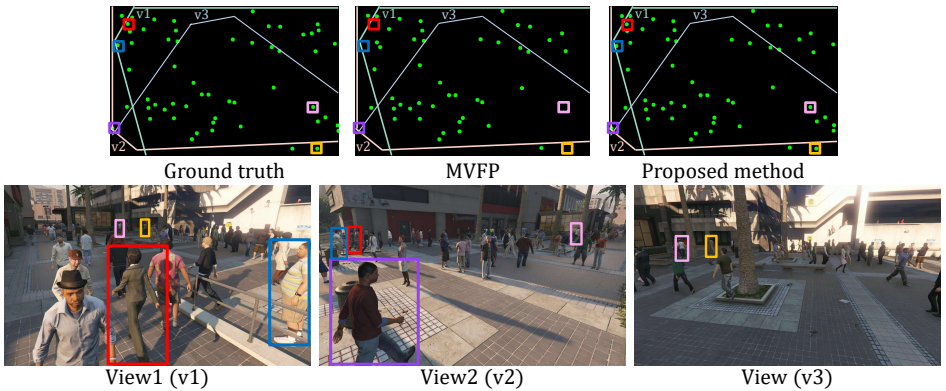 v1
v3
v2
v1
v3
v2
v1
v3
v2
Ground truth
MVFP
Proposed method
View1 (v1)
View2 (v2)
View (v3)